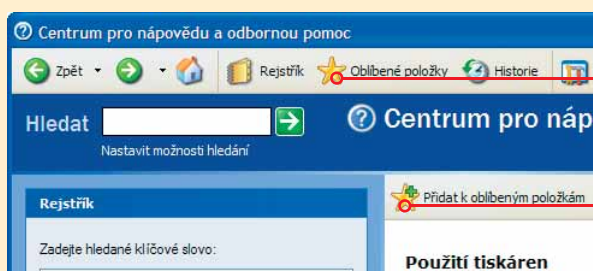 Centrum pro nápovědu a odbornou pomoc
Zpět Rejstřík Oblíbené položky Historie
Hledat
Centrum pro náp
Nastavit možnosti hledání
Rejstřík
Přidat k oblíbeným položkám
Zadejte hledané klíčové slovo:
Použití tiskáren